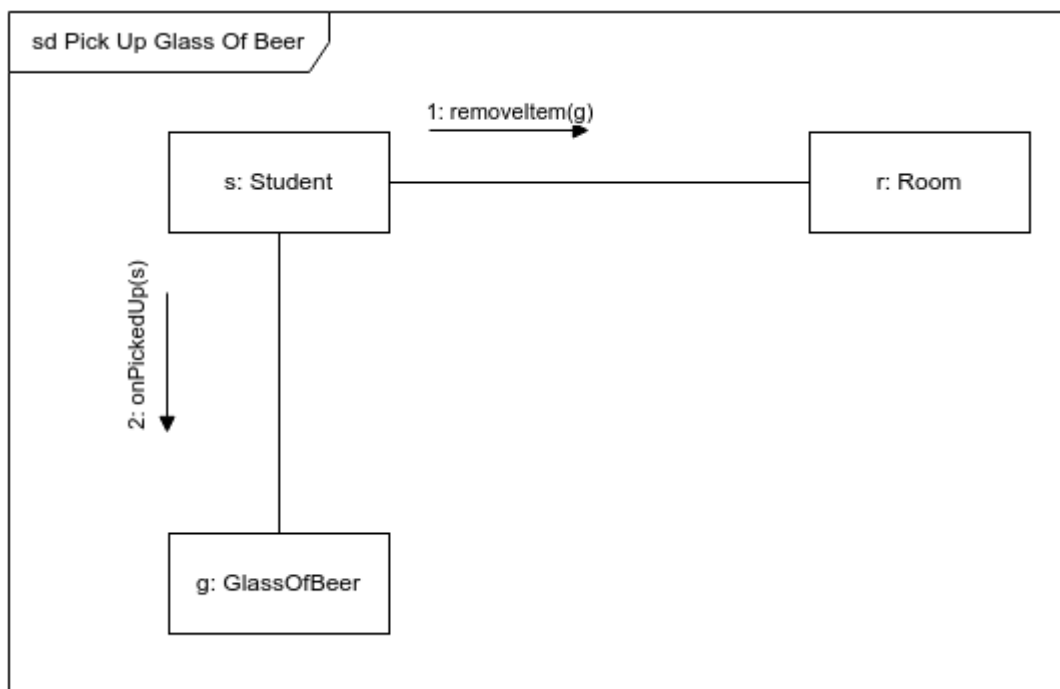 sd Pick Up Glass Of Beer
1: removeItem(g)
s: Student
r: Room
2: onPickedUp(s)
g: GlassOfBeer